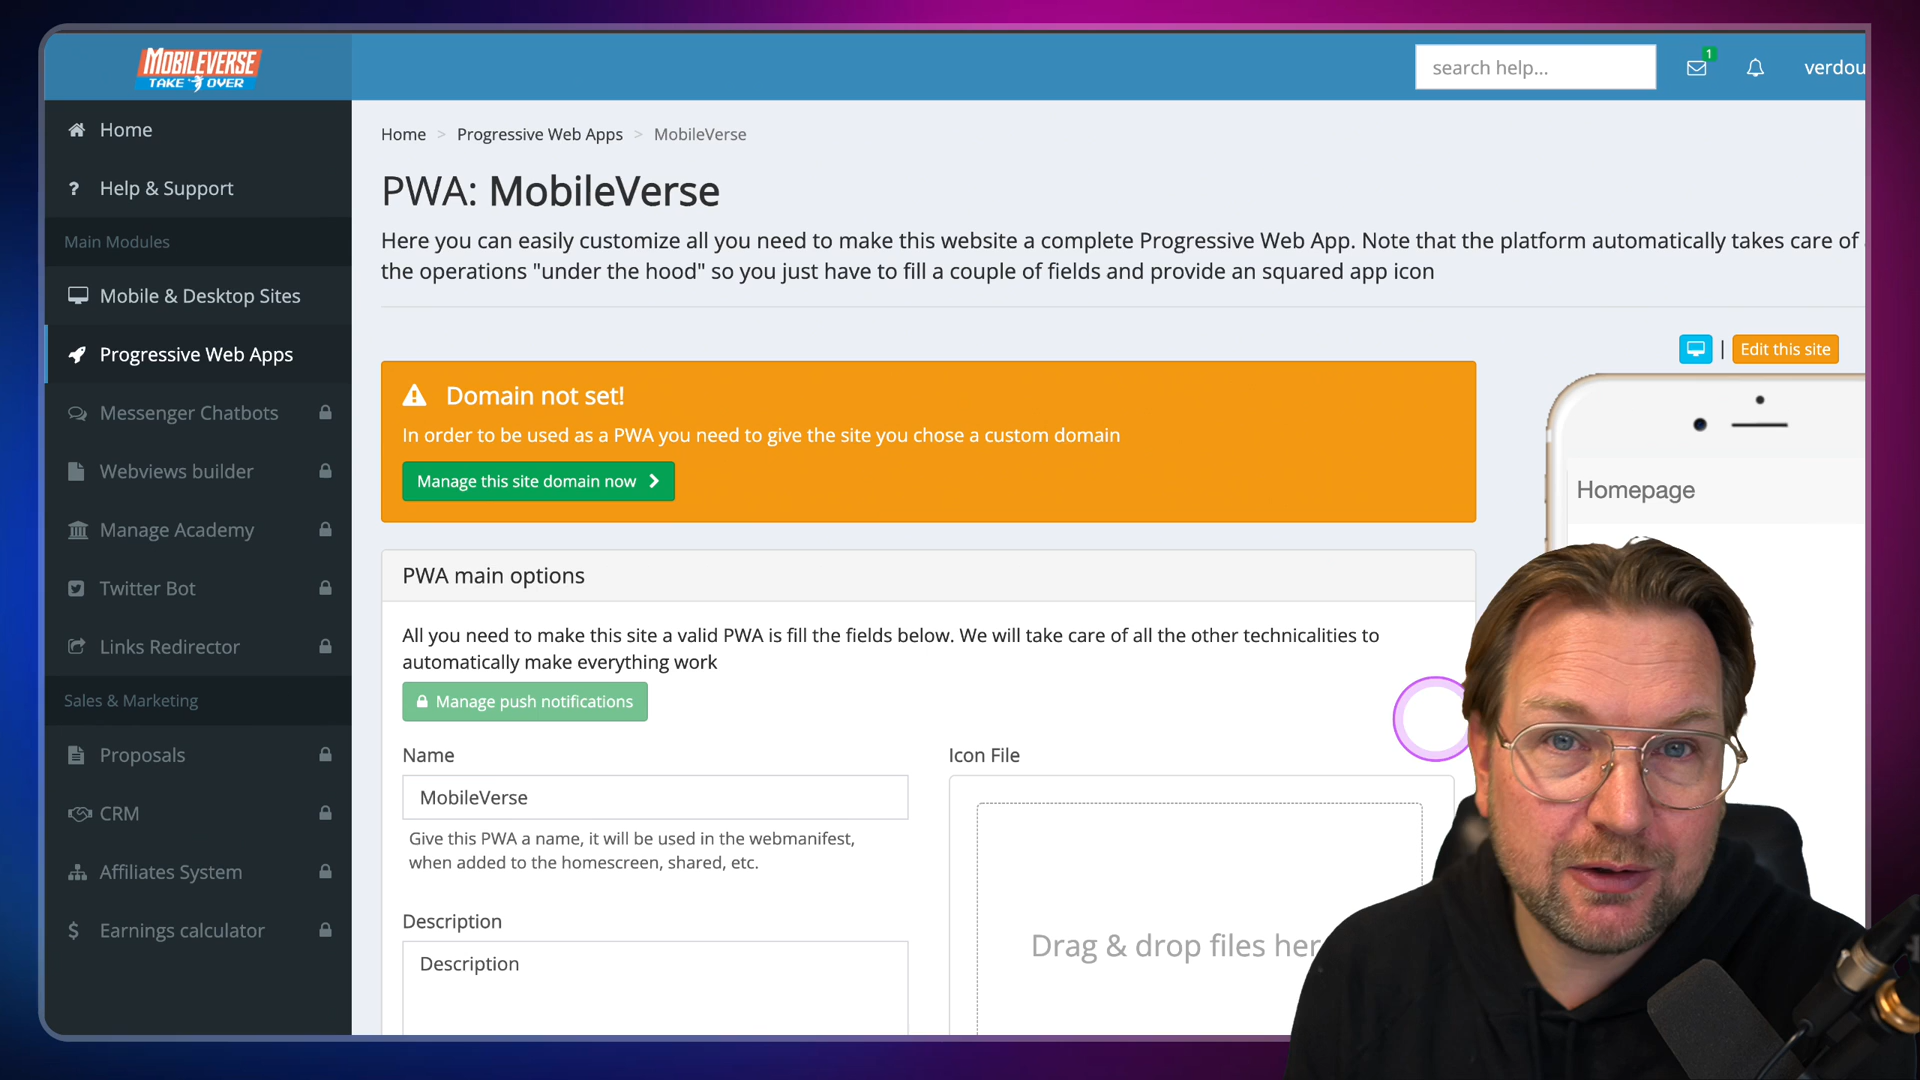 MOBILEVERSE
TAKE OVER
search help...
1
verdou
Home
Help & Support
Main Modules
Mobile & Desktop Sites
Progressive Web Apps
Messenger Chatbots
Webviews builder
Manage Academy
Twitter Bot
Links Redirector
Sales & Marketing
Proposals
CRM
Affiliates System
Earnings calculator
Home > Progressive Web Apps > MobileVerse
PWA: MobileVerse
Here you can easily customize all you need to make this website a complete Progressive Web App. Note that the platform automatically takes care of
the operations "under the hood" so you just have to fill a couple of fields and provide an squared app icon
| Edit this site
Domain not set!
In order to be used as a PWA you need to give the site you chose a custom domain
Manage this site domain now
Homepage
PWA main options
All you need to make this site a valid PWA is fill the fields below. We will take care of all the other technicalities to
automatically make everything work
Manage push notifications
Name
MobileVerse
Give this PWA a name, it will be used in the webmanifest,
when added to the homescreen, shared, etc.
Description
Description
Icon File
Drag & drop files her